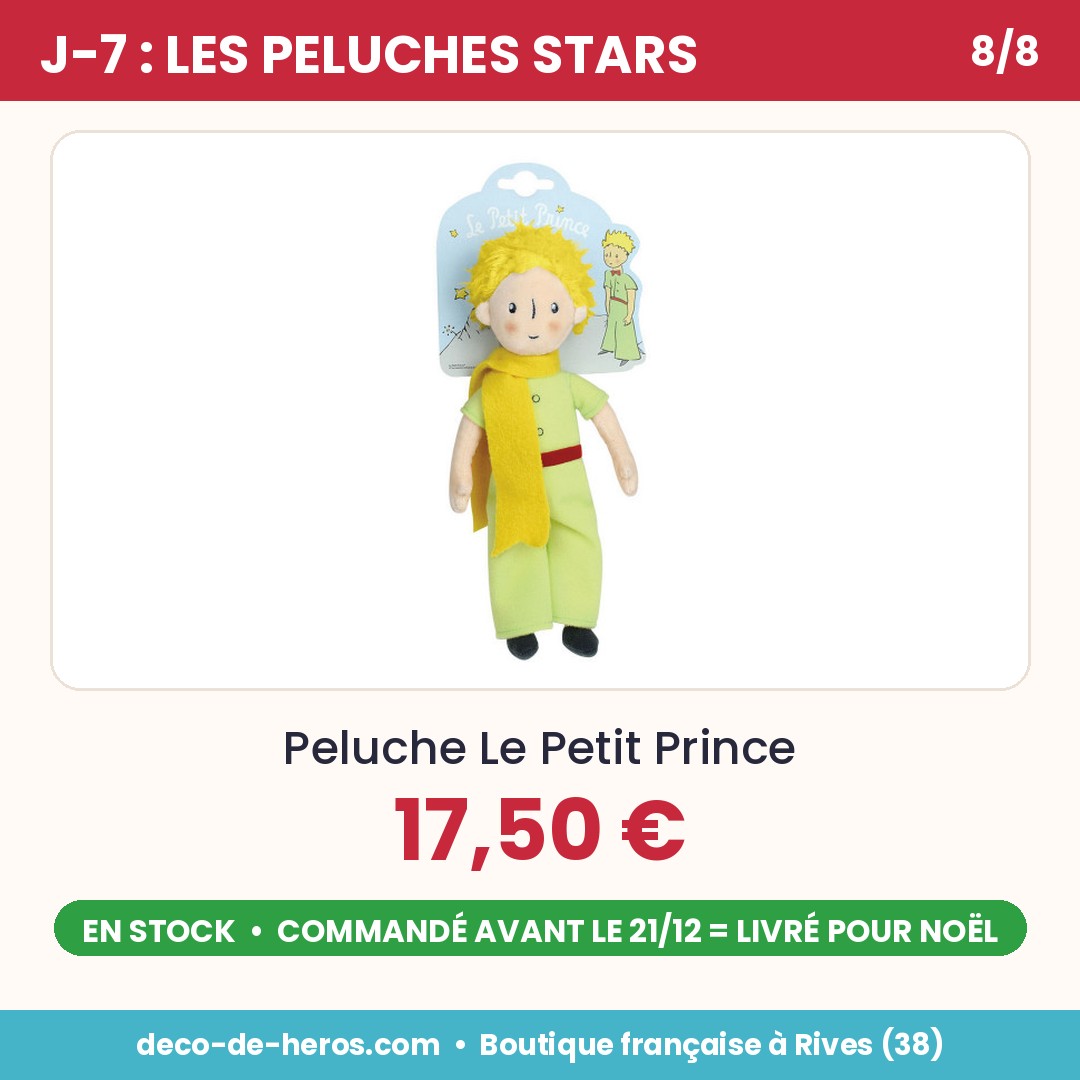 J-7 : LES PELUCHES STARS
8/8
Le Petit Prince
Peluche Le Petit Prince
17,50 €
EN STOCK • COMMANDÉ AVANT LE 21/12 = LIVRÉ POUR NOËL
deco-de-heros.com • Boutique française à Rives (38)